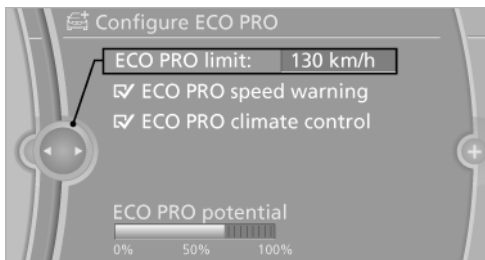 Configure ECO PRO
ECO PRO limit: 130 km/h
ECO PRO speed warning
ECO PRO climate control
ECO PRO potential
0% 50% 100%